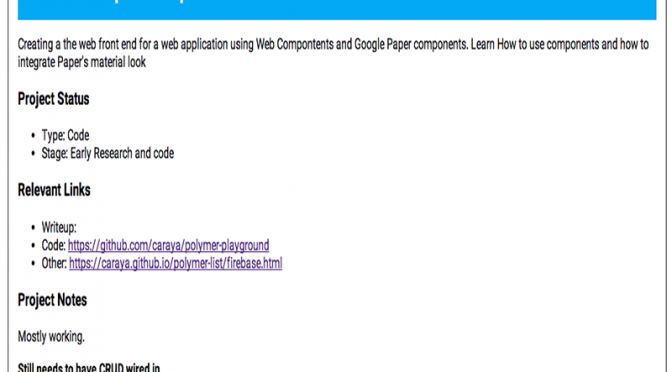 Creating a the web front end for a web application using Web Compontents and Google Paper components. Learn How to use components and how to
integrate Paper's material look
Project Status
• Type: Code
• Stage: Early Research and code
Relevant Links
• Writeup:
• Code: https://github.com/caraya/polymer-playground
• Other: https://caraya.github.io/polymer-list/firebase.html
Project Notes
Mostly working.
Still needs to have CRUD wired in